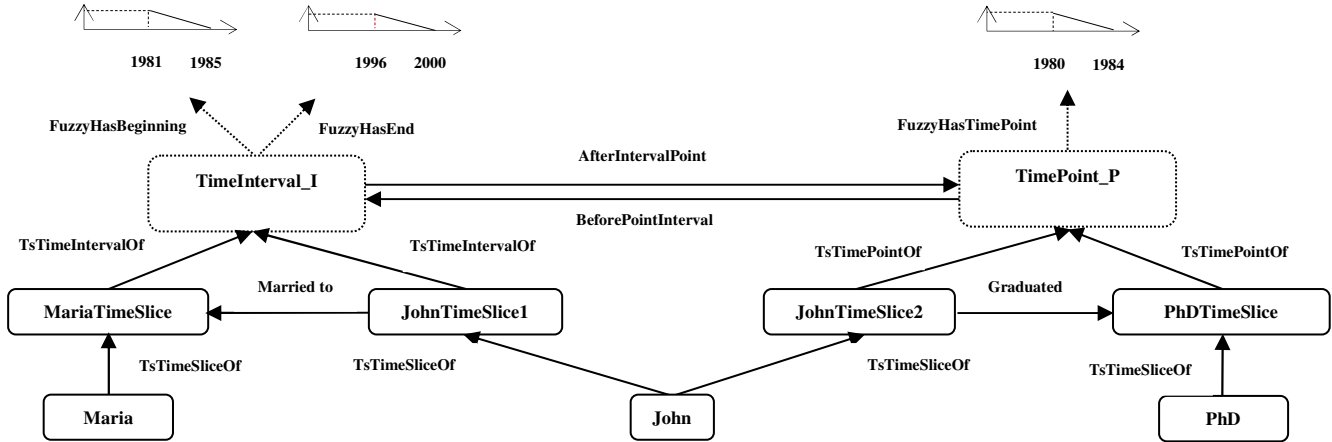 1981 1985
1996 2000
1980 1984
FuzzyHasBeginning
FuzzyHasEnd
FuzzyHasTimePoint
AfterIntervalPoint
TimeInterval_I
TimePoint_P
BeforePointInterval
TsTimeIntervalOf
TsTimeIntervalOf
TsTimePointOf
TsTimePointOf
Married to
Graduated
MariaTimeSlice
JohnTimeSlice1
JohnTimeSlice2
PhDTimeSlice
TsTimeSliceOf
TsTimeSliceOf
TsTimeSliceOf
TsTimeSliceOf
Maria
John
PhD